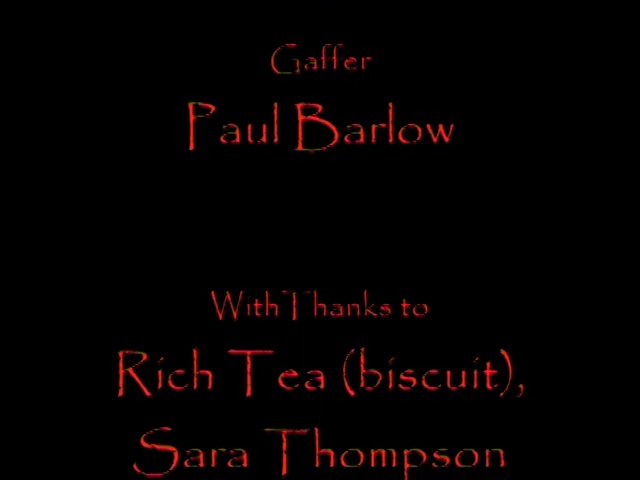 Gaffer
Paul Barlow
With Thanks to
Rich Tea (biscuit),
Sara Thompson